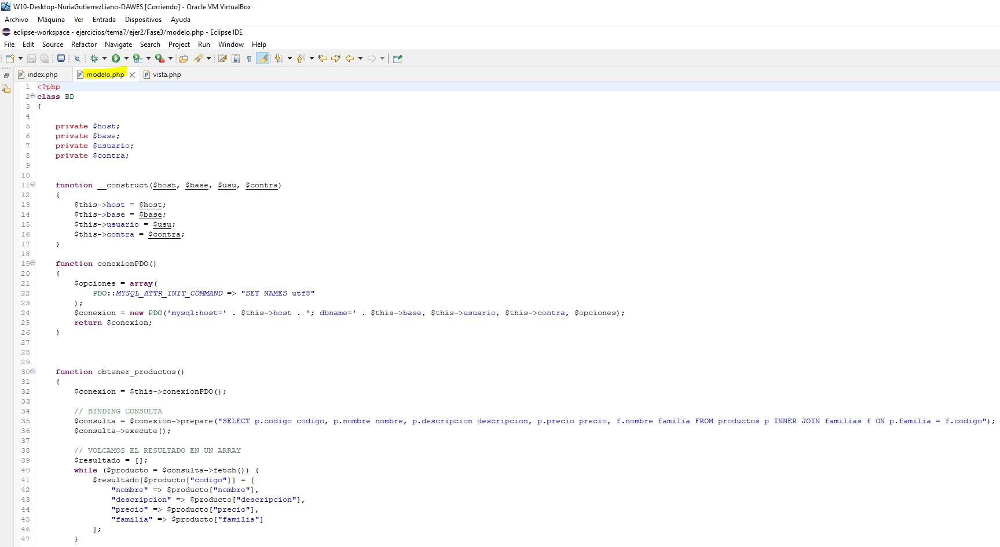 W10-Desktop-NuriaGutierrezLiano-DAWES [Corriendo] - Oracle VM VirtualBox
Archivo Máquina Ver Entrada Dispositivos Ayuda
eclipse-workspace - ejercicios/tema7/ejer2/Fase3/modelo.php - Eclipse IDE
File Edit Source Refactor Navigate Search Project Run Window Help
index.php modelo.php vista.php
1 <?php
2 class BD
3 {
4
5 private $host;
6 private $base;
7 private $usuario;
8 private $contra;
9
10
11 function __construct($host, $base, $usu, $contra)
12 {
13 $this->host = $host;
14 $this->base = $base;
15 $this->usuario = $usu;
16 $this->contra = $contra;
17 }
18
19 function conexionPDO()
20 {
21 $opciones = array(
22 PDO::MYSQL_ATTR_INIT_COMMAND => "SET NAMES utf8"
23 );
24 $conexion = new PDO('mysql:host=' . $this->host . '; dbname=' . $this->base, $this->usuario, $this->contra, $opciones);
25 return $conexion;
26 }
27
28
29
30 function obtener_productos()
31 {
32 $conexion = $this->conexionPDO();
33
34 // BINDING CONSULTA
35 $consulta = $conexion->prepare("SELECT p.codigo codigo, p.nombre nombre, p.descripcion descripcion, p.precio precio, f.nombre familia FROM productos p INNER JOIN familias f ON p.familia = f.codigo");
36 $consulta->execute();
37
38 // VOLCAMOS EL RESULTADO EN UN ARRAY
39 $resultado = [];
40 while ($producto = $consulta->fetch()) {
41 $resultado[$producto["codigo"]] = [
42 "nombre" => $producto["nombre"],
43 "descripcion" => $producto["descripcion"],
44 "precio" => $producto["precio"],
45 "familia" => $producto["familia"]
46 ];
47 }